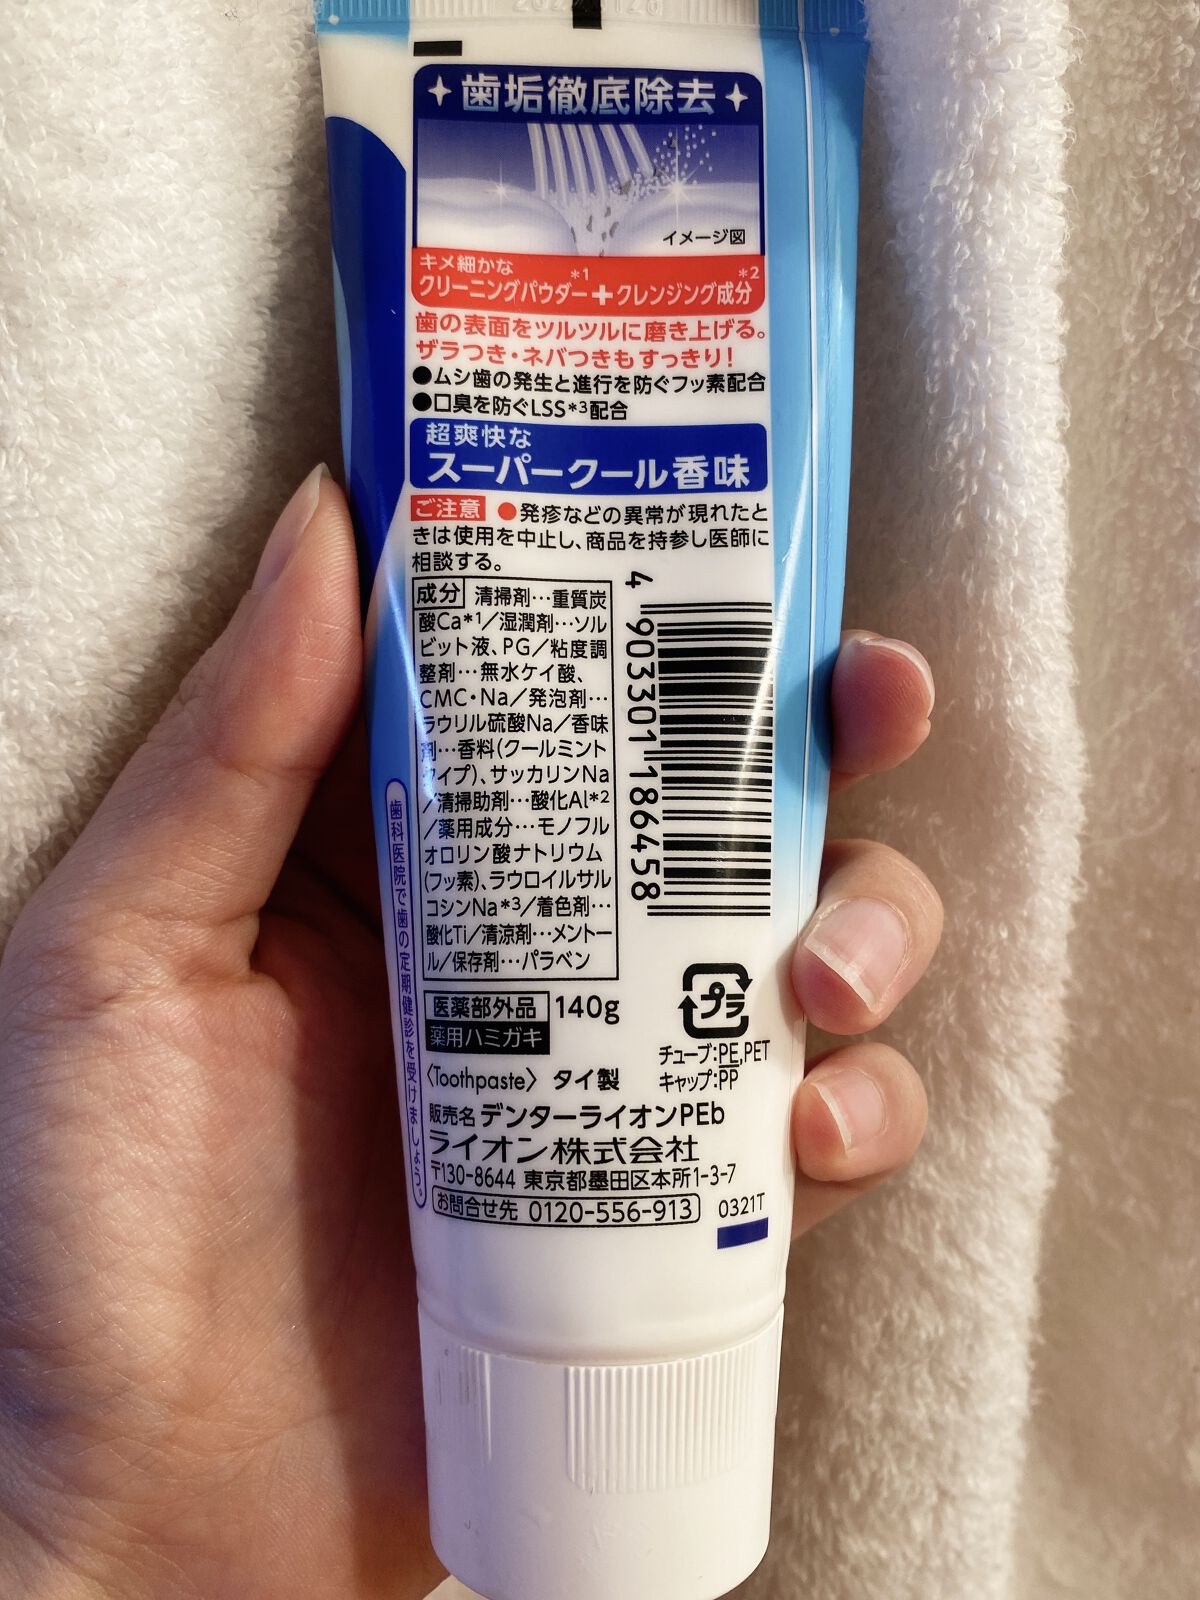 歯垢徹底除去
イメージ図
キメ細かな
クリーニングパウダー*1＋クレンジング成分*2
歯の表面をツルツルに磨き上げる。
ザラつき・ネバつきもすっきり！
●ムシ歯の発生と進行を防ぐフッ素配合
●口臭を防ぐLSS*3配合
超爽快な
スーパークール香味
ご注意 ●発疹などの異常が現れたと
きは使用を中止し、商品を持参し医師に
相談する。
成分 清掃剤…重質炭
酸Ca*1／湿潤剤…ソル
ビット液、PG／粘度調
整剤…無水ケイ酸、
CMC・Na／発泡剤…
ラウリル硫酸Na／香味
剤…香料(クールミント
タイプ)、サッカリンNa
／清掃助剤…酸化Al*2
／薬用成分…モノフル
オロリン酸ナトリウム
(フッ素)、ラウロイルサル
コシンNa*3／着色剤…
酸化Ti／清涼剤…メントー
ル／保存剤…パラベン
4 903301 186458
歯科医院で歯の定期健診を受けましょう。
医薬部外品 140g
薬用ハミガキ
プラ
チューブ:PE,PET
キャップ:PP
〈Toothpaste〉 タイ製
販売名 デンターライオンPEb
ライオン株式会社
〒130-8644 東京都墨田区本所1-3-7
お問合せ先 0120-556-913
0321T